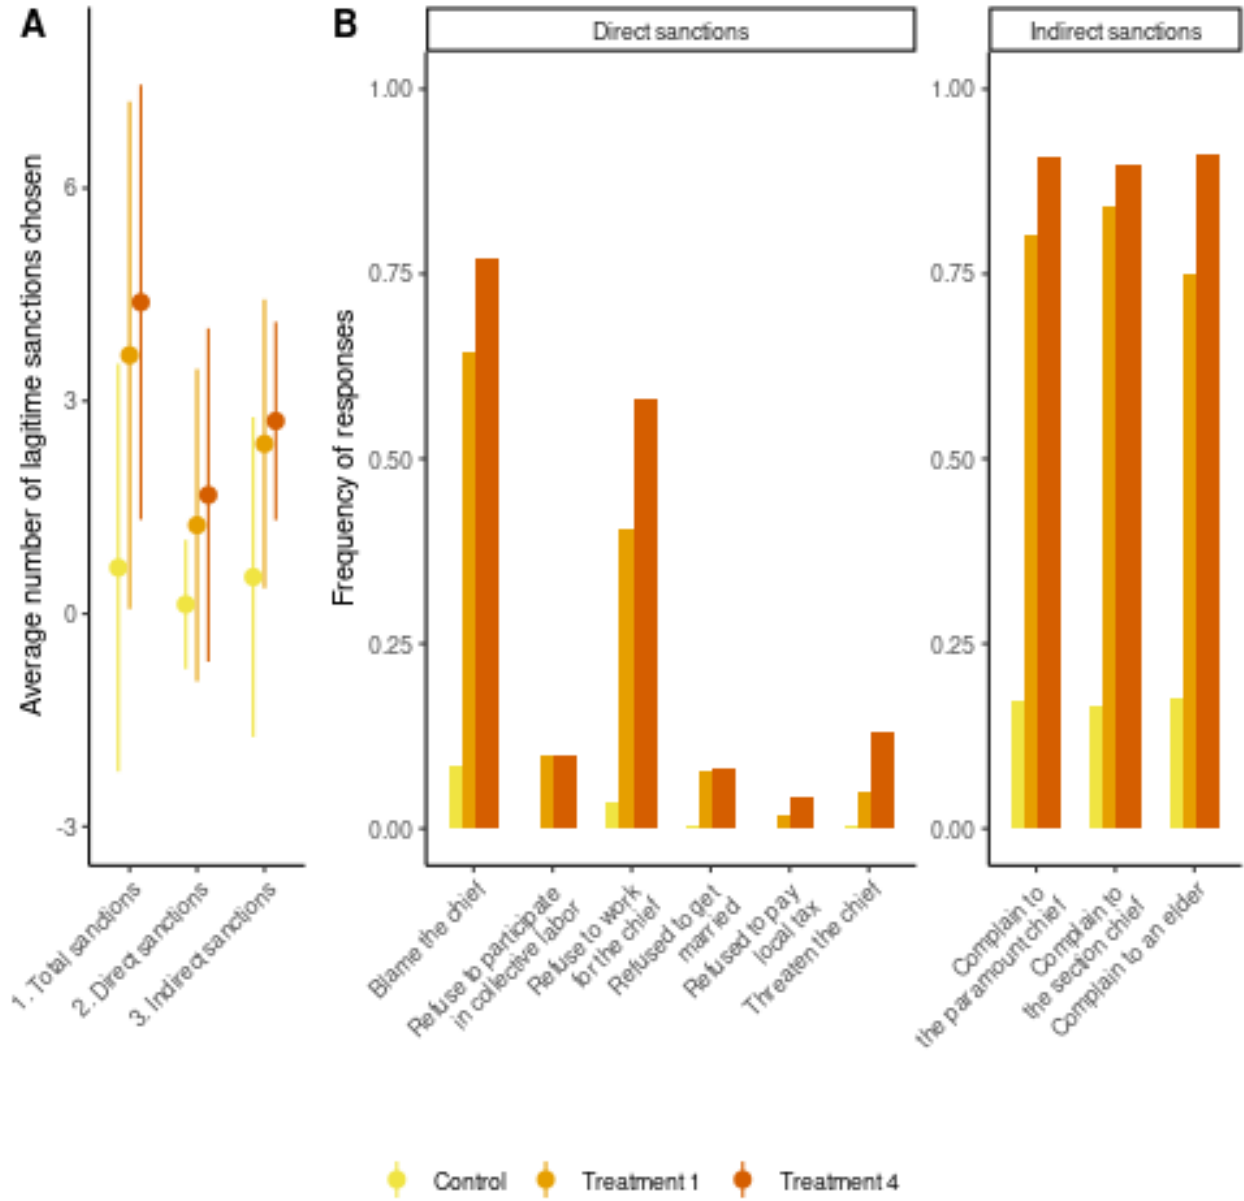 A
Average number of lagitime sanctions chosen
6
3
0
-3
1. Total sanctions
2. Direct sanctions
3. Indirect sanctions
B
Frequency of responses
Direct sanctions
1.00
0.75
0.50
0.25
0.00
Blame the chief
Refuse to participate
in collective labor
Refuse to work
for the chief
Refused to get
married
Refused to pay
local tax
Threaten the chief
Indirect sanctions
1.00
0.75
0.50
0.25
0.00
Complain to
the paramount chief
Complain to
the section chief
Complain to an elder
Control
Treatment 1
Treatment 4